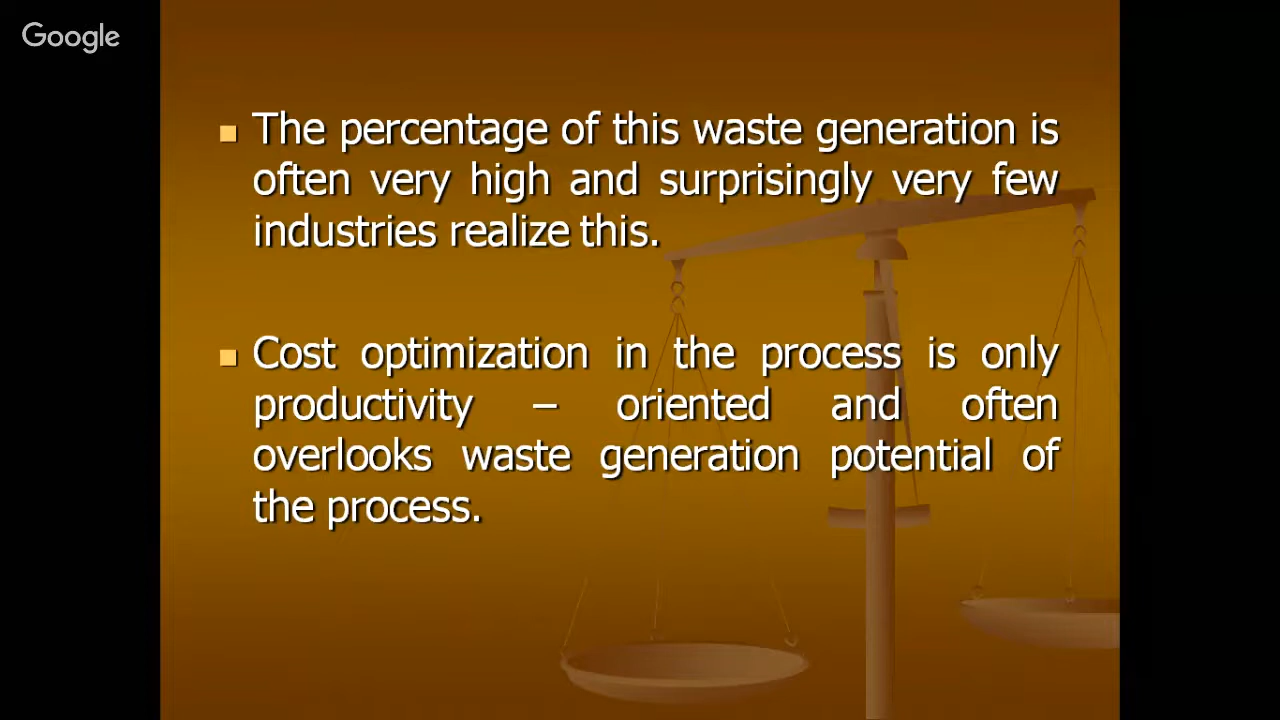 Google
The percentage of this waste generation is
often very high and surprisingly very few
industries realize this.
Cost optimization in the process is only
productivity – oriented and often
overlooks waste generation potential of
the process.